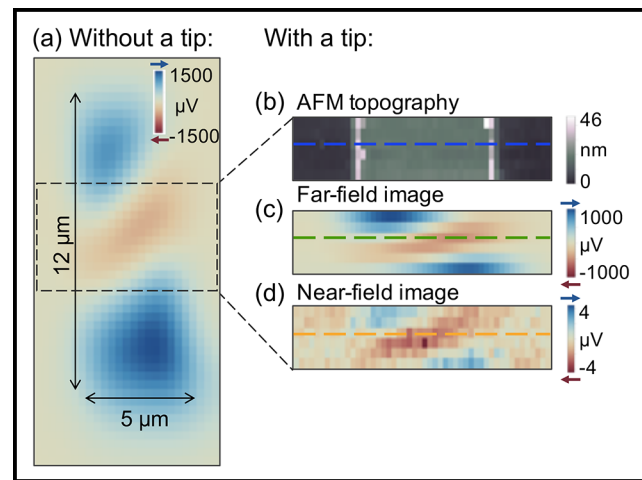 (a) Without a tip:
With a tip:
1500
µV
-1500
12 µm
5 µm
(b) AFM topography
46
nm
0
(c) Far-field image
1000
µV
-1000
(d) Near-field image
4
µV
-4